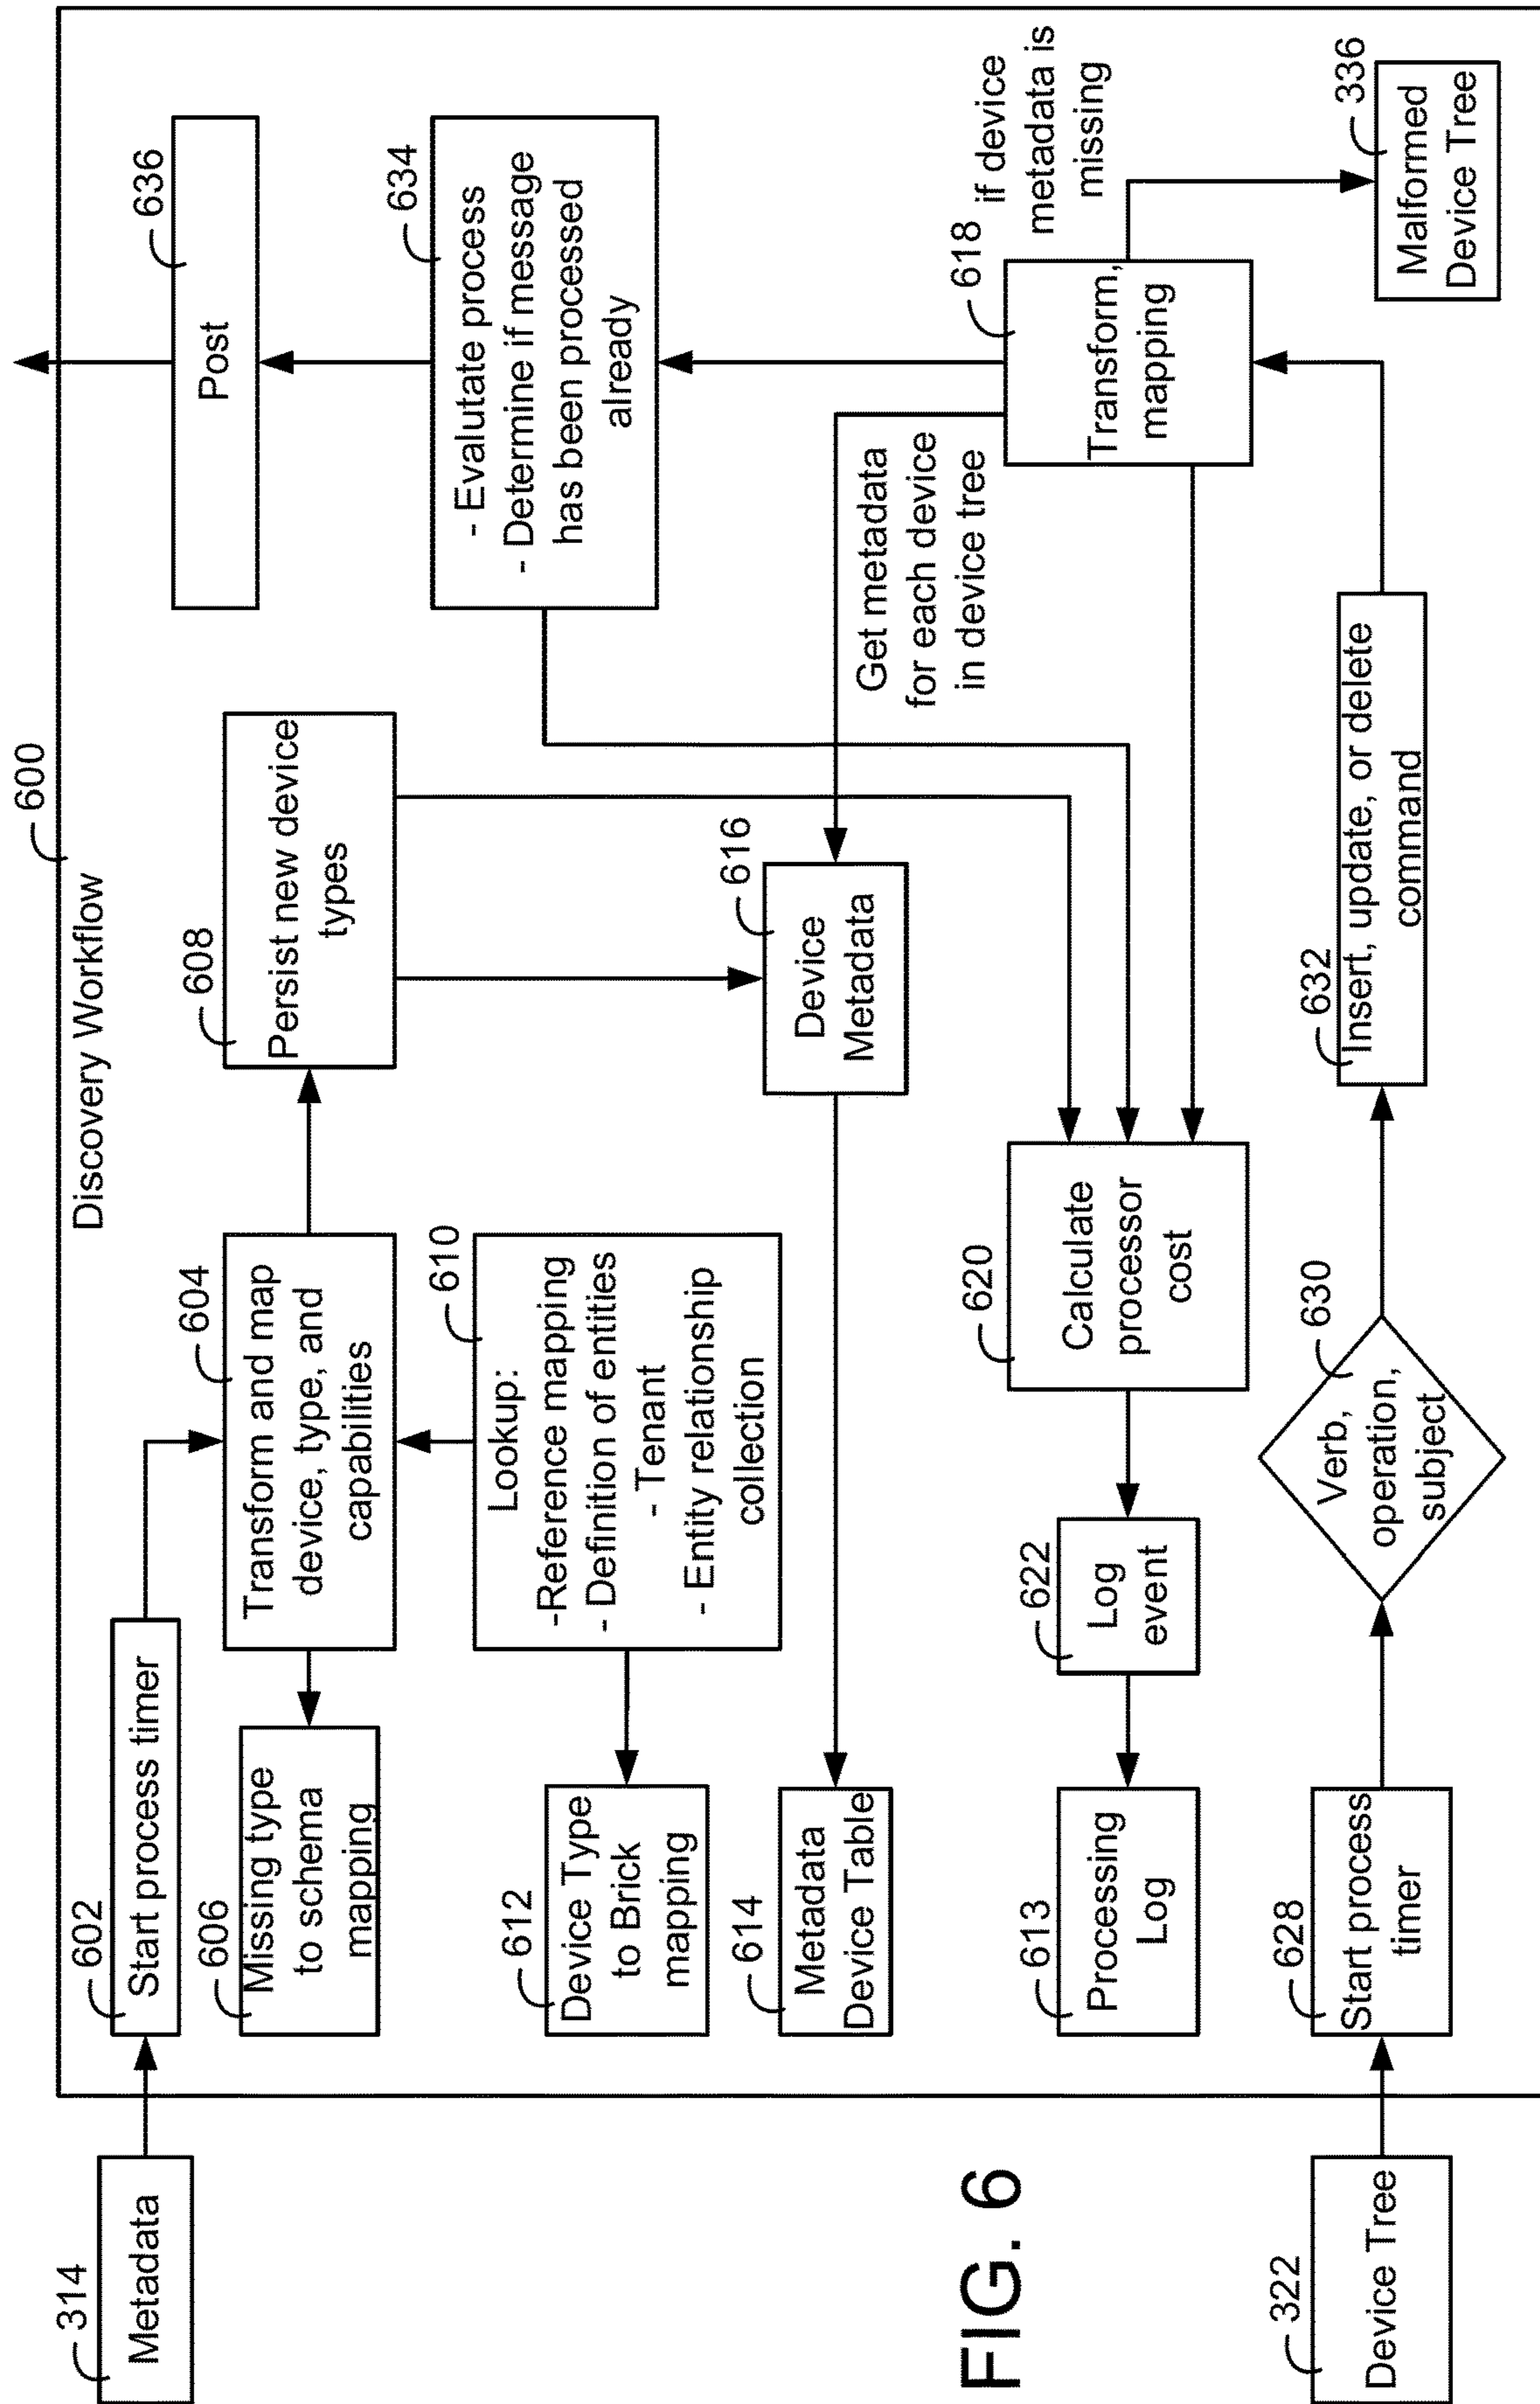 600
Discovery Workflow
314
Metadata
602
Start process timer
604
Transform and map
device, type, and
capabilities
606
Missing type
to schema
mapping
608
Persist new device
types
636
Post
610
Lookup:
-Reference mapping
- Definition of entities
- Tenant
- Entity relationship
collection
612
Device Type
to Brick
mapping
634
- Evalutate process
- Determine if message
has been processed
already
614
Metadata
Device Table
616
Device
Metadata
Get metadata
for each device
in device tree
613
Processing
Log
622
Log
event
620
Calculate
processor
cost
618
Transform,
mapping
if device
metadata is
missing
336
Malformed
Device Tree
322
Device Tree
628
Start process
timer
630
Verb,
operation,
subject
632
Insert, update, or delete
command
FIG. 6